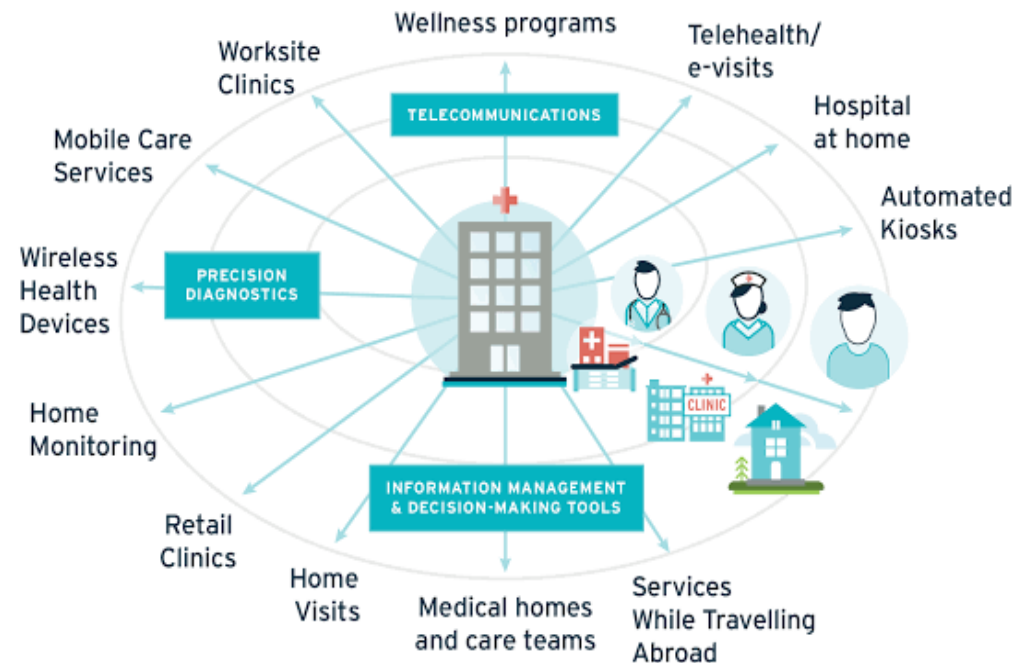 Wellness programs
Telehealth/
e-visits
Worksite
Clinics
TELECOMMUNICATIONS
Hospital
at home
Mobile Care
Services
Automated
Kiosks
Wireless
Health
Devices
PRECISION
DIAGNOSTICS
CLINIC
Home
Monitoring
INFORMATION MANAGEMENT
& DECISION-MAKING TOOLS
Retail
Clinics
Home
Visits
Medical homes
and care teams
Services
While Travelling
Abroad